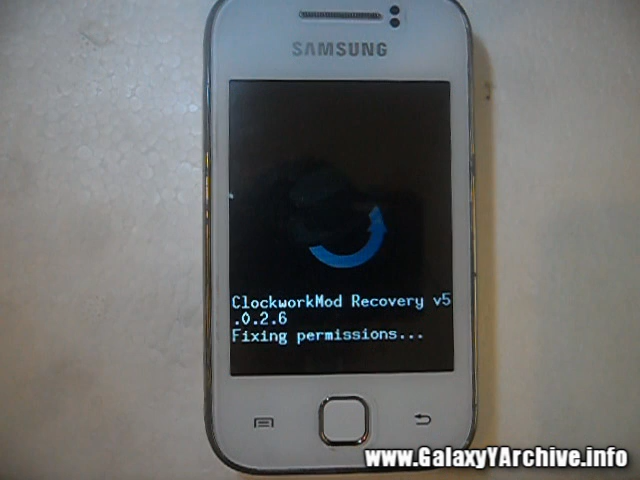 SAMSUNG
ClockworkMod Recovery v5
.0.2.6
Fixing permissions...
www.GalaxyYArchive.info